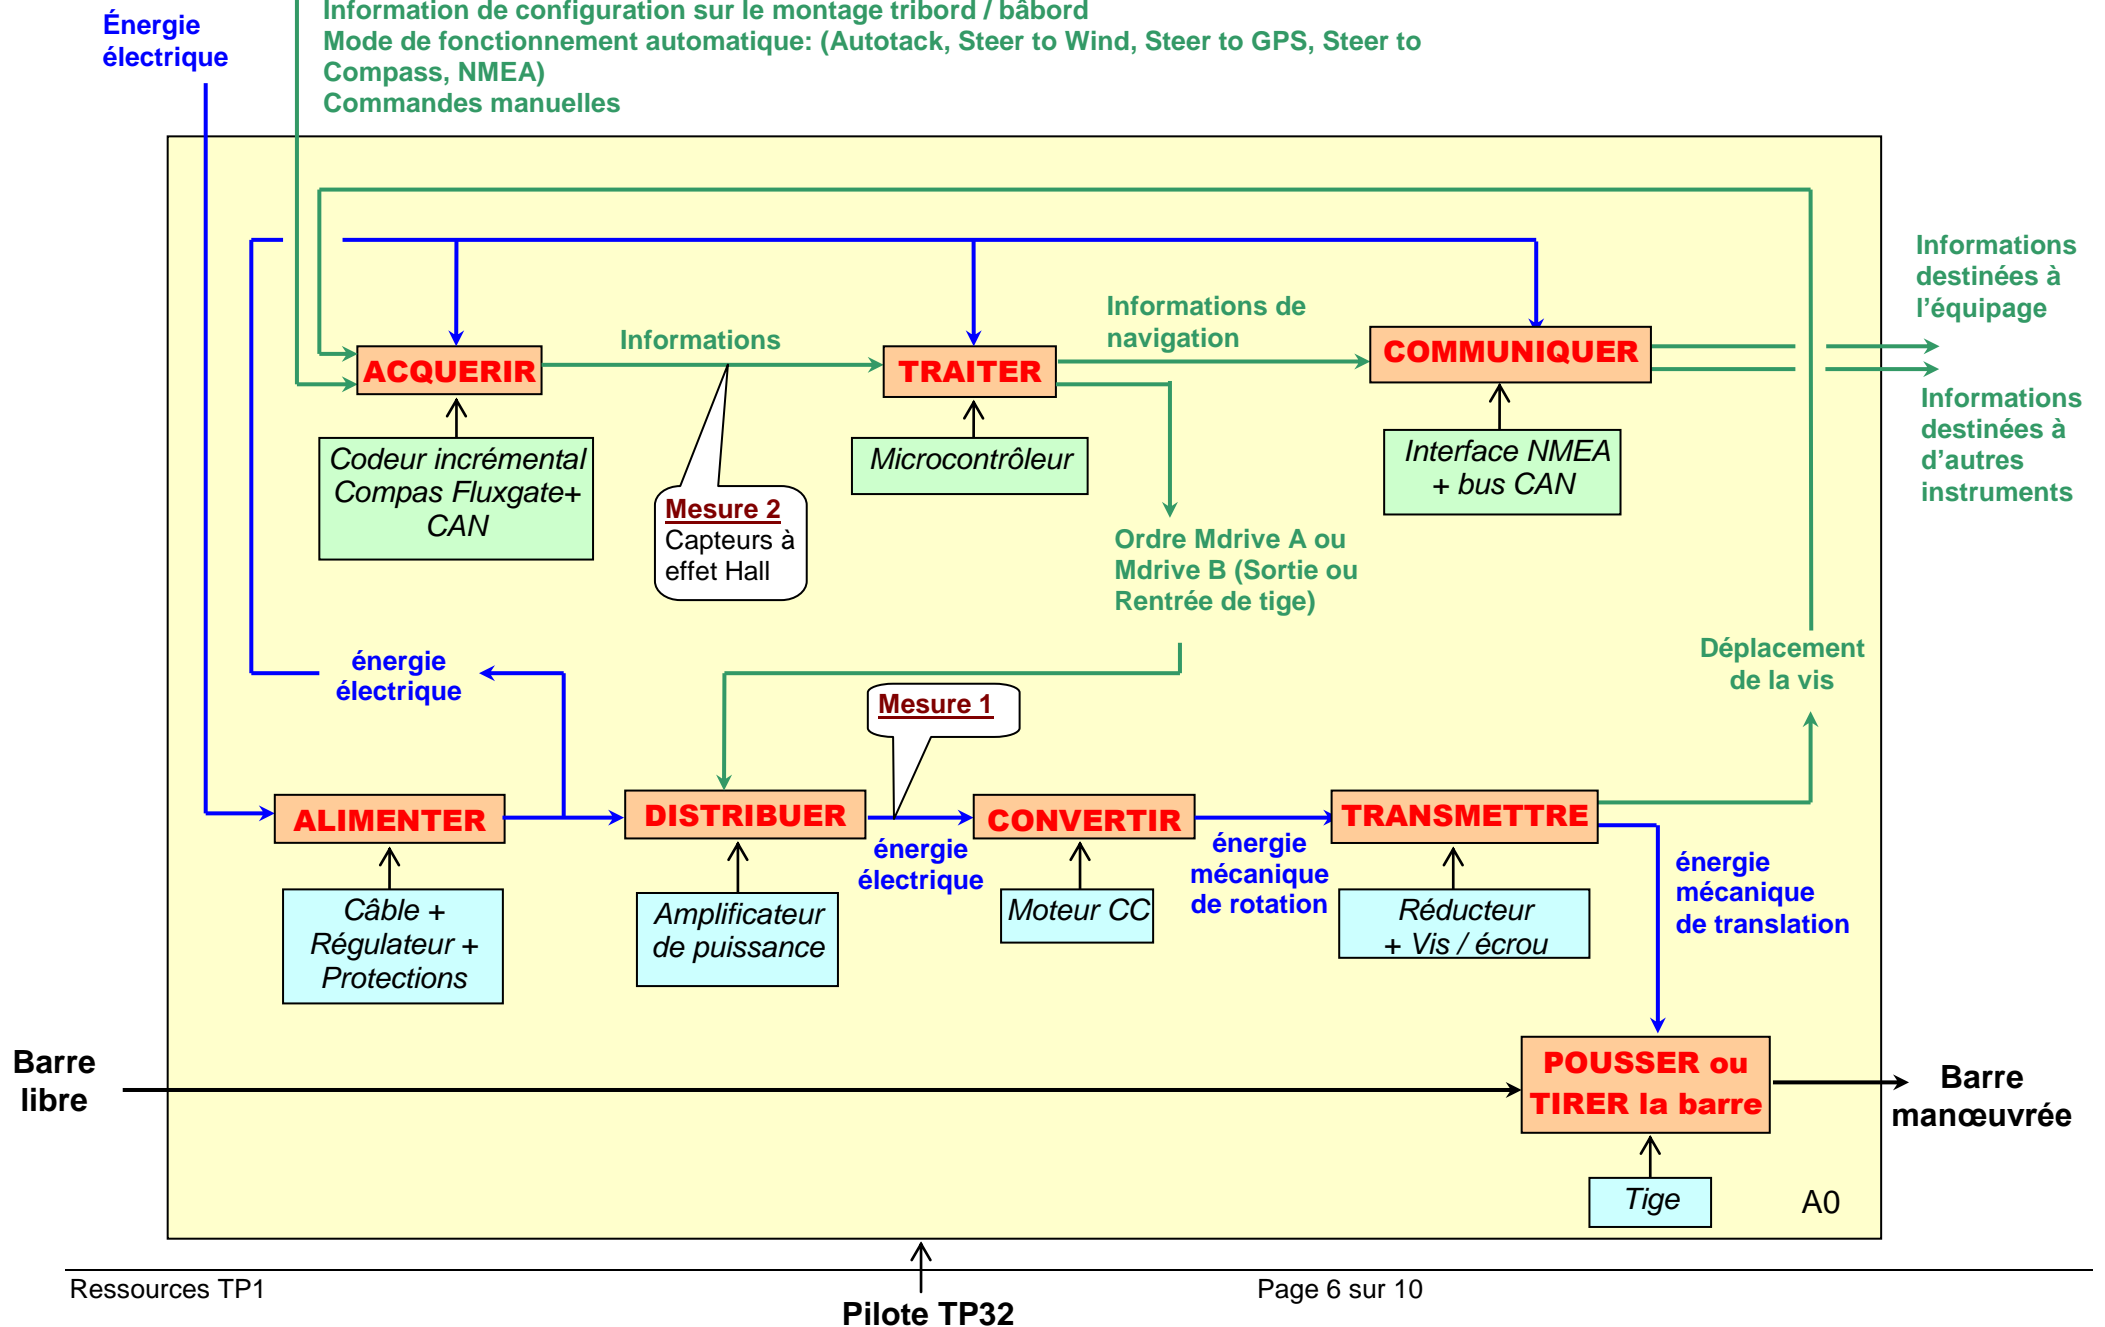 Information de configuration sur le montage tribord / bâbord
Mode de fonctionnement automatique: (Autotack, Steer to Wind, Steer to GPS, Steer to
Compass, NMEA)
Commandes manuelles
Énergie
électrique
Informations
destinées à
l'équipage
Informations
destinées à
d'autres
instruments
Informations
Informations de
navigation
ACQUERIR
TRAITER
COMMUNIQUER
Codeur incrémental
Compas Fluxgate+
CAN
Mesure 2
Capteurs à
effet Hall
Microcontrôleur
Interface NMEA
+ bus CAN
Ordre Mdrive A ou
Mdrive B (Sortie ou
Rentrée de tige)
énergie
électrique
Mesure 1
Déplacement
de la vis
ALIMENTER
DISTRIBUER
CONVERTIR
TRANSMETTRE
énergie
électrique
énergie
mécanique
de rotation
énergie
mécanique
de translation
Câble +
Régulateur +
Protections
Amplificateur
de puissance
Moteur CC
Réducteur
+ Vis / écrou
Barre
libre
POUSSER ou
TIRER la barre
Barre
manœuvrée
Tige
A0
Ressources TP1
Page 6 sur 10
Pilote TP32